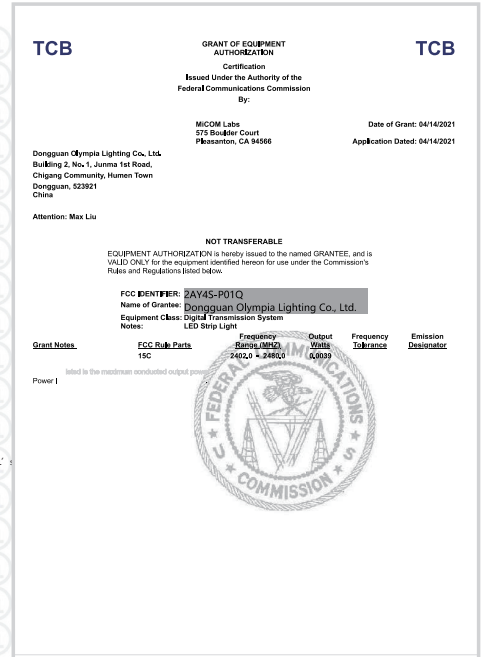 TCB
GRANT OF EQUIPMENT
AUTHORIZATION
TCB
Certification
Issued Under the Authority of the
Federal Communications Commission
By:
MiCOM Labs
575 Boulder Court
Pleasanton, CA 94566
Date of Grant: 04/14/2021
Application Dated: 04/14/2021
Dongguan Olympia Lighting Co., Ltd.
Building 2, No. 1, Junma 1st Road,
Chigang Community, Humen Town
Dongguan, 523921
China
Attention: Max Liu
NOT TRANSFERABLE
EQUIPMENT AUTHORIZATION is hereby issued to the named GRANTEE, and is
VALID ONLY for the equipment identified hereon for use under the Commission's
Rules and Regulations listed below.
FCC IDENTIFIER: 2AY4S-P01Q
Name of Grantee: Dongguan Olympia Lighting Co., Ltd.
Equipment Class: Digital Transmission System
Notes: LED Strip Light
Grant Notes FCC Rule Parts Frequency Range (MHZ) Output Watts Frequency Tolerance Emission Designator
15C 2402.0 - 2480.0 0.0039
listed is the maximum conducted output power
Power l
FEDERAL COMMUNICATIONS COMMISSION
U S